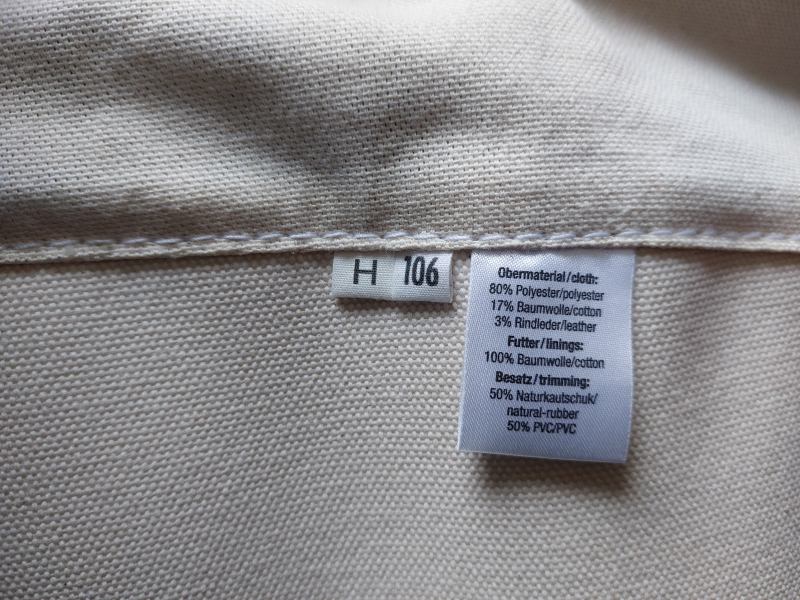 H 106
Obermaterial/cloth:
80% Polyester/polyester
17% Baumwolle/cotton
3% Rindleder/leather
Futter/linings:
100% Baumwolle/cotton
Besatz/trimming:
50% Naturkautschuk/
natural-rubber
50% PVC/PVC